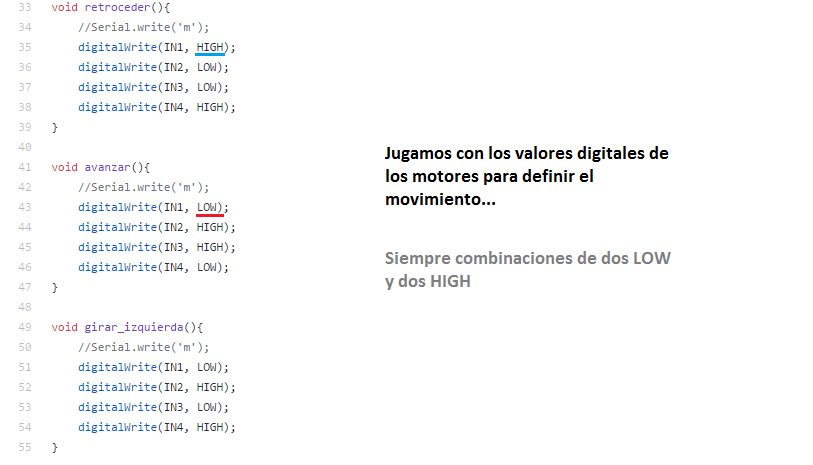 33 void retroceder(){
34 //Serial.write('m');
35 digitalWrite(IN1, HIGH);
36 digitalWrite(IN2, LOW);
37 digitalWrite(IN3, LOW);
38 digitalWrite(IN4, HIGH);
39 }
40
41 void avanzar(){
42 //Serial.write('m');
43 digitalWrite(IN1, LOW);
44 digitalWrite(IN2, HIGH);
45 digitalWrite(IN3, HIGH);
46 digitalWrite(IN4, LOW);
47 }
48
49 void girar_izquierda(){
50 //Serial.write('m');
51 digitalWrite(IN1, LOW);
52 digitalWrite(IN2, HIGH);
53 digitalWrite(IN3, LOW);
54 digitalWrite(IN4, HIGH);
55 }
Jugamos con los valores digitales de
los motores para definir el
movimiento...
Siempre combinaciones de dos LOW
y dos HIGH